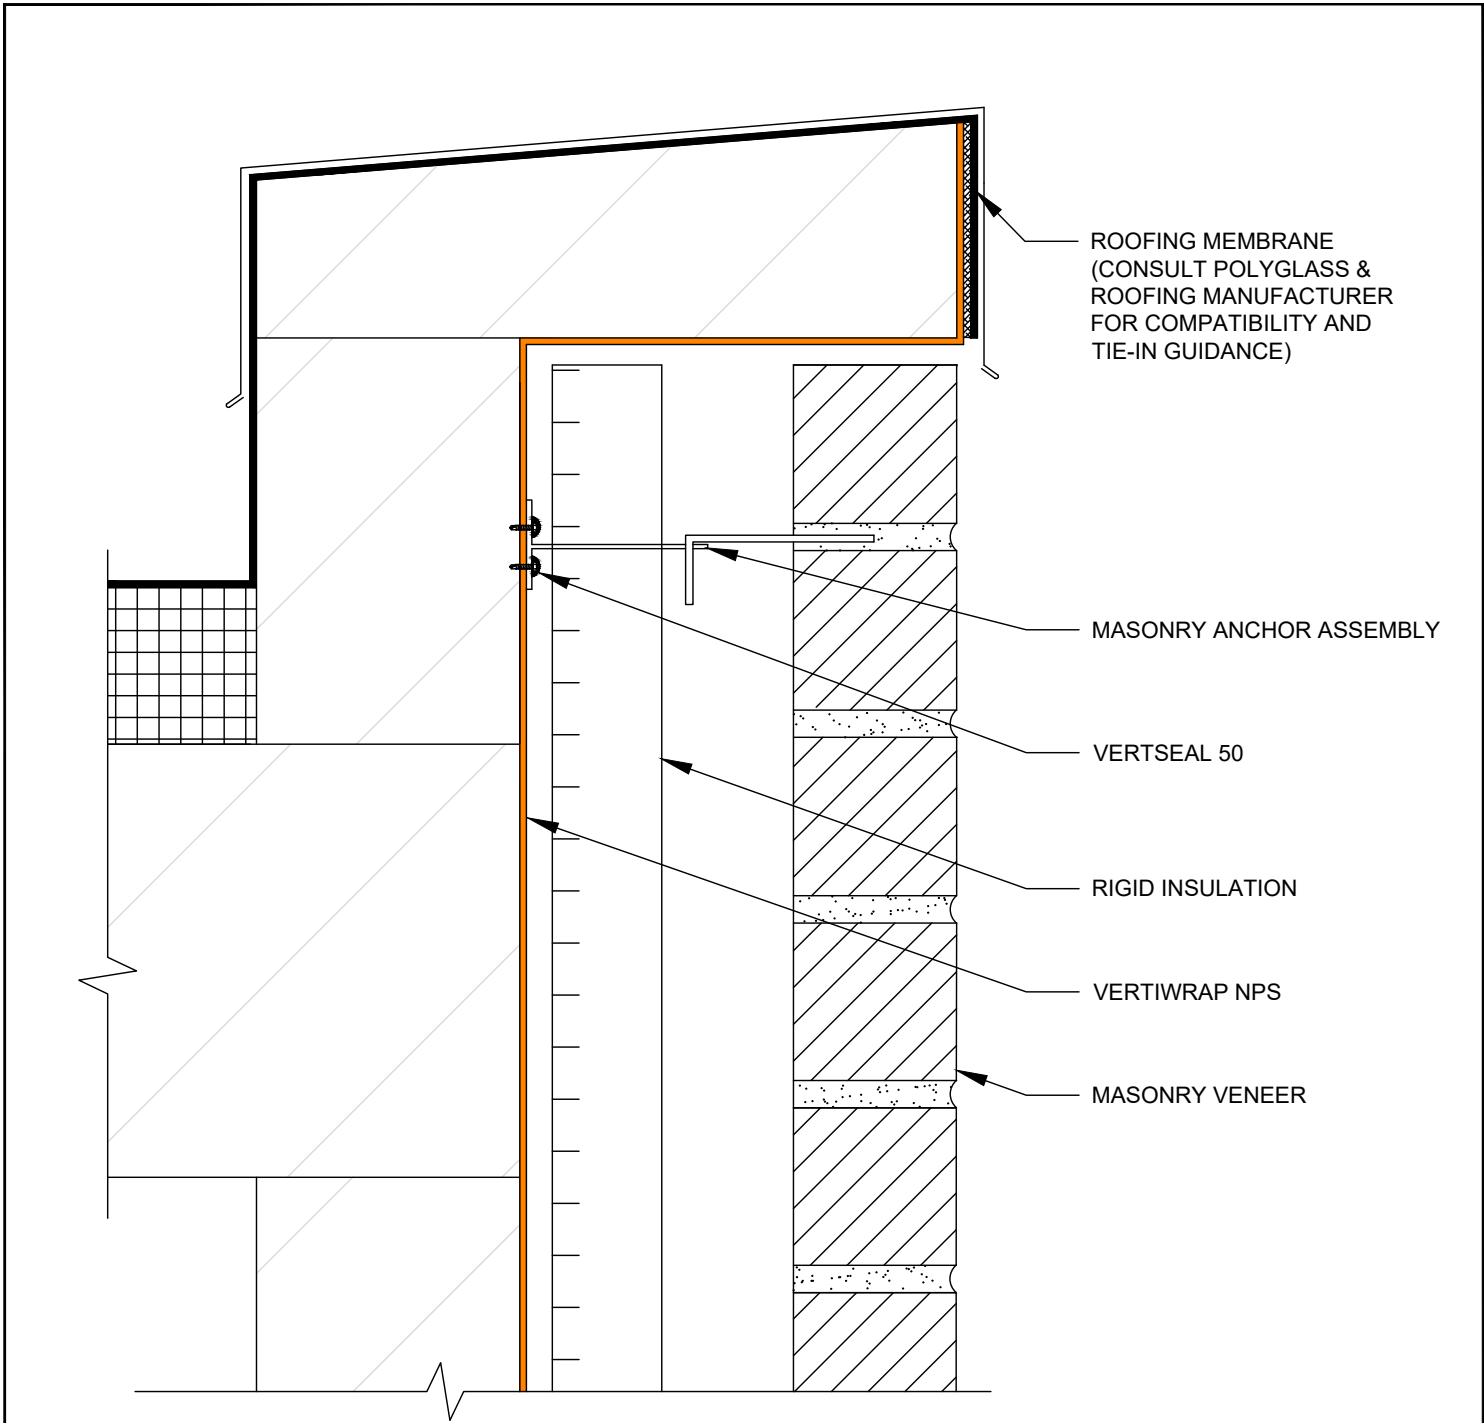 ROOFING MEMBRANE
(CONSULT POLYGLASS &
ROOFING MANUFACTURER
FOR COMPATIBILITY AND
TIE-IN GUIDANCE)
MASONRY ANCHOR ASSEMBLY
VERTSEAL 50
RIGID INSULATION
VERTIWRAP NPS
MASONRY VENEER